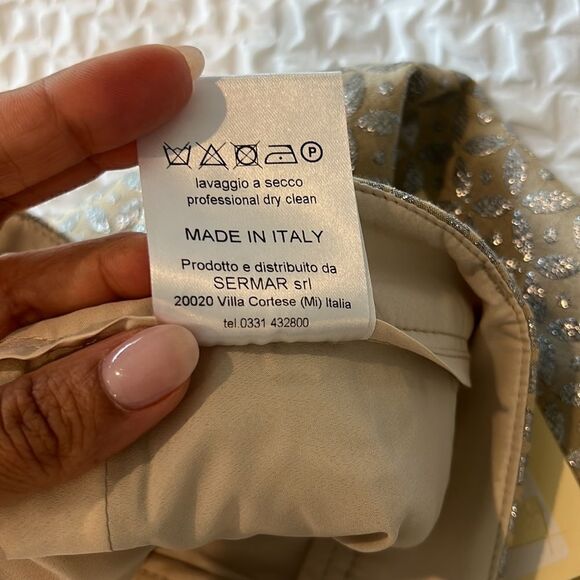 P
lavaggio a secco
professional dry clean
MADE IN ITALY
Prodotto e distribuito da
SERMAR srl
20020 Villa Cortese (Mi) Italia
tel.0331 432800